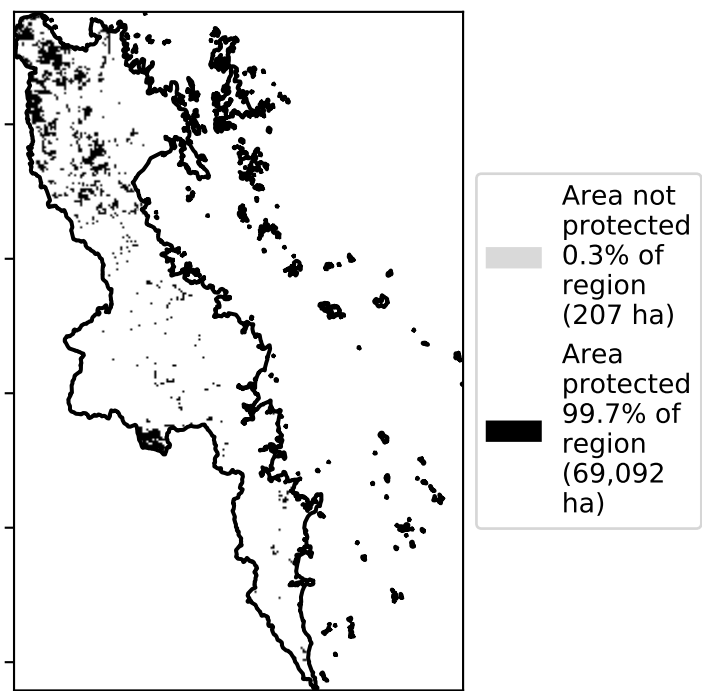 Area not
protected
0.3% of
region
(207 ha)
Area
protected
99.7% of
region
(69,092
ha)